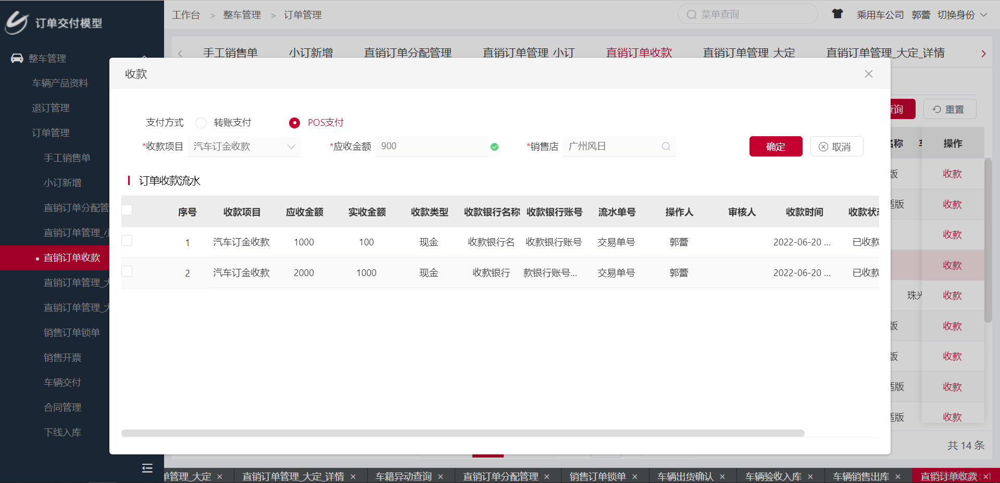 订单交付模型
工作台 > 整车管理 > 订单管理
菜单查询
乘用车公司 郭蕾 切换身份
手工销售单 小订新增 直销订单分配管理 直销订单管理_小订 直销订单收款 直销订单管理_大定 直销订单管理_大定_详情
整车管理
车辆产品资料
退订管理
订单管理
手工销售单
小订新增
直销订单分配管
直销订单管理_小
直销订单收款
直销订单管理_大
直销订单管理_大
销售订单锁单
销售开票
车辆交付
合同管理
下线入库
收款
支付方式 转账支付 POS支付
*收款项目 汽车订金收款 *应收金额 900 *销售店 广州风日 确定 取消
订单收款流水
序号 收款项目 应收金额 实收金额 收款类型 收款银行名称 收款银行账号 流水单号 操作人 审核人 收款时间 收款状态
1 汽车订金收款 1000 100 现金 收款银行名 收款银行账号 交易单号 郭蕾 2022-06-20 ... 已收款
2 汽车订金收款 2000 1000 现金 收款银行 款银行账号... 交易单号 郭蕾 2022-06-20 ... 已收款
查询 重置
名称 操作
版 收款
适版 收款
收款
收款
珠光 收款
版 收款
版 收款
适版 收款
适版 收款
共 14 条
单管理_大定 × 直销订单管理_大定_详情 × 车籍异动查询 × 直销订单分配管理 × 销售订单锁单 × 车辆出货确认 × 车辆验收入库 × 车辆销售出库 × 直销订单收款 ×